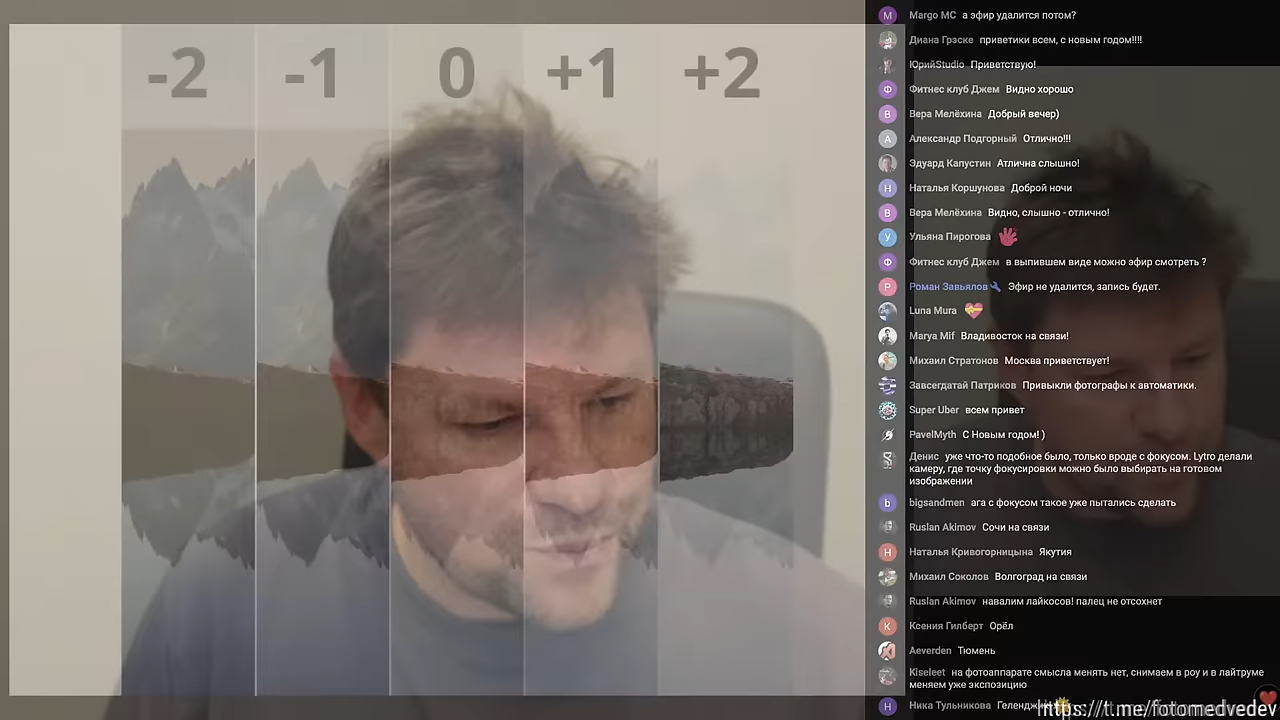 -2 -1 0 +1 +2
M Margo MC а эфир удалится потом?
Диана Грэске приветики всем, с новым годом!!!!
ЮрийStudio Приветствую!
Ф Фитнес клуб Джем Видно хорошо
В Вера Мелёхина Добрый вечер)
А Александр Подгорный Отлично!!!
Эдуард Капустин Атлична слышно!
Н Наталья Коршунова Доброй ночи
В Вера Мелёхина Видно, слышно - отлично!
У Ульяна Пирогова
Ф Фитнес клуб Джем в выпившем виде можно эфир смотреть ?
Р Роман Завьялов Эфир не удалится, запись будет.
Luna Mura
Marya Mif Владивосток на связи!
Михаил Стратонов Москва приветствует!
Завсегдатай Патриков Привыкли фотографы к автоматики.
Super Uber всем привет
PavelMyth С Новым годом! )
Денис уже что-то подобное было, только вроде с фокусом. Lytro делали
камеру, где точку фокусировки можно было выбирать на готовом
изображении
b bigsandmen ага с фокусом такое уже пытались сделать
Ruslan Akimov Сочи на связи
Н Наталья Кривогорницына Якутия
Михаил Соколов Волгоград на связи
Ruslan Akimov навалим лайкосов! палец не отсохнет
К Ксения Гилберт Орёл
Aeverden Тюмень
Kiseleet на фотоаппарате смысла менять нет, снимаем в роу и в лайтруме
меняем уже экспозицию
Н Ника Тульникова Геленджик
https://t.me/fotomedvedev